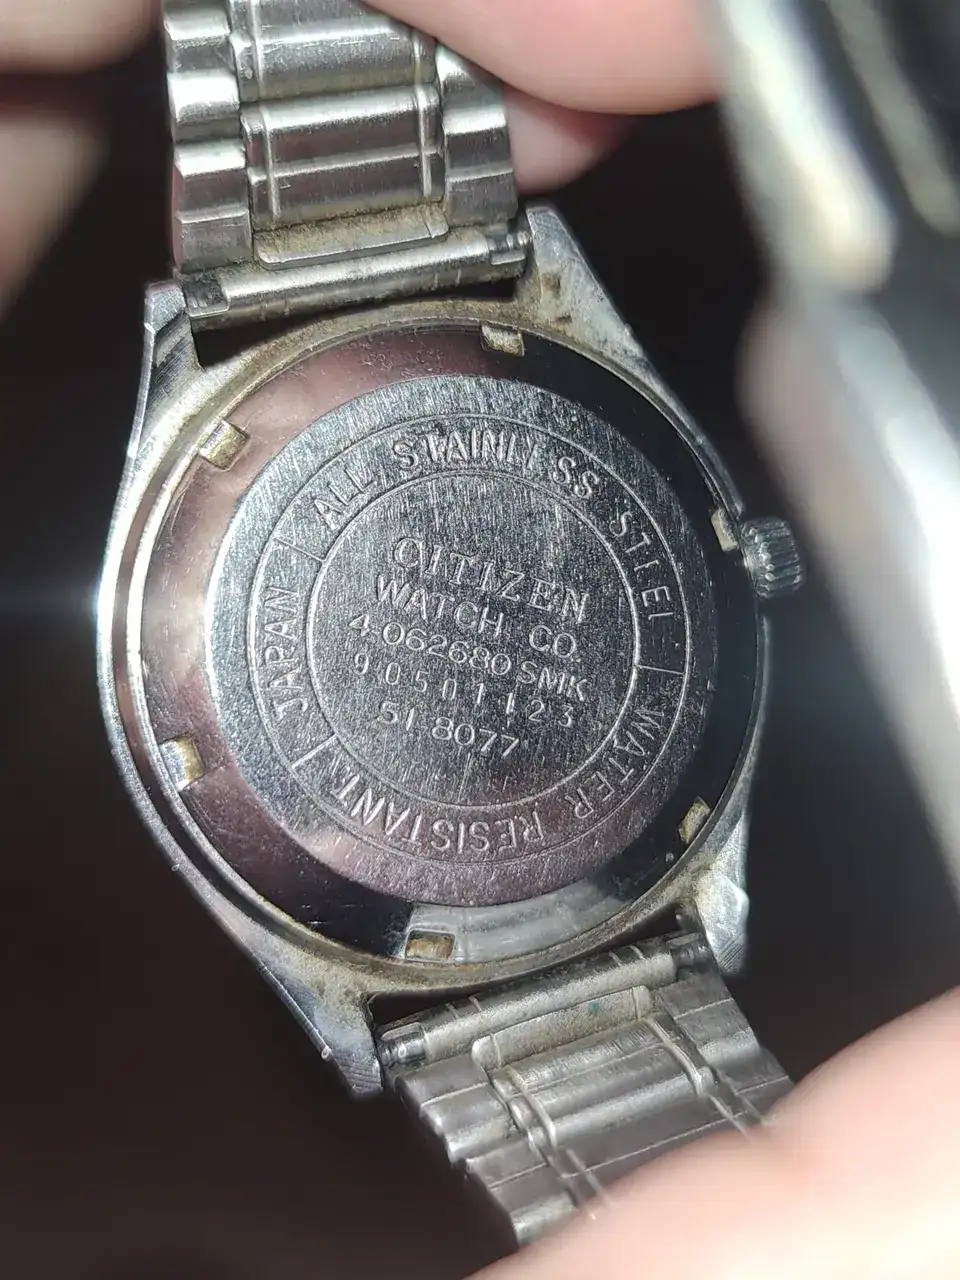 ALL STAINLESS STEEL
WATER RESISTANT
JAPAN
CITIZEN
WATCH CO.
4-062680 SMK
90501123
51-8077